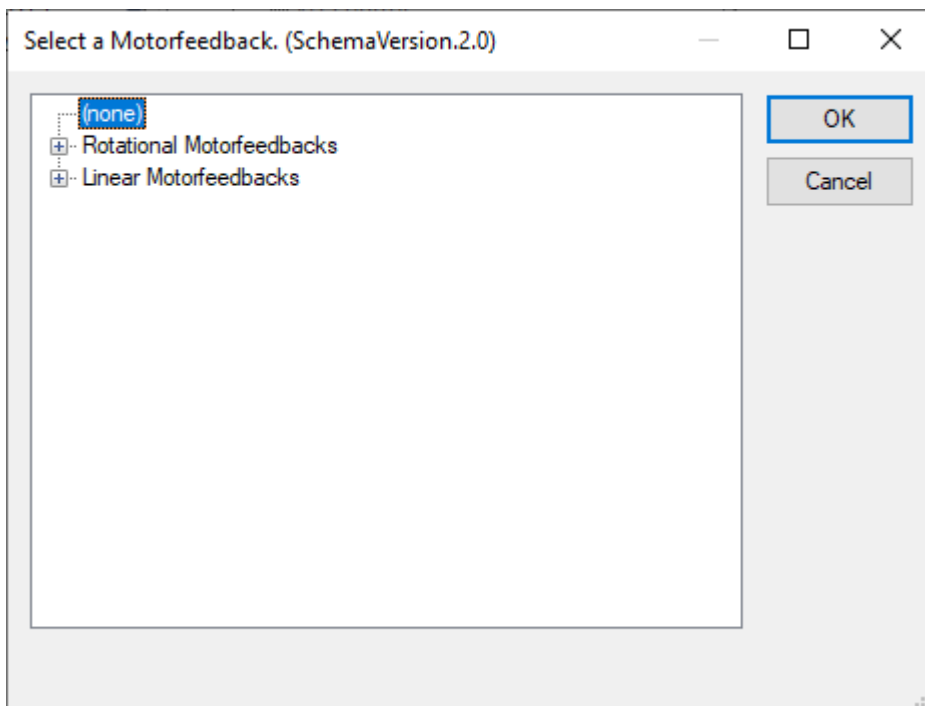 Select a Motorfeedback. (SchemaVersion.2.0)
(none)
Rotational Motorfeedbacks
Linear Motorfeedbacks
OK
Cancel